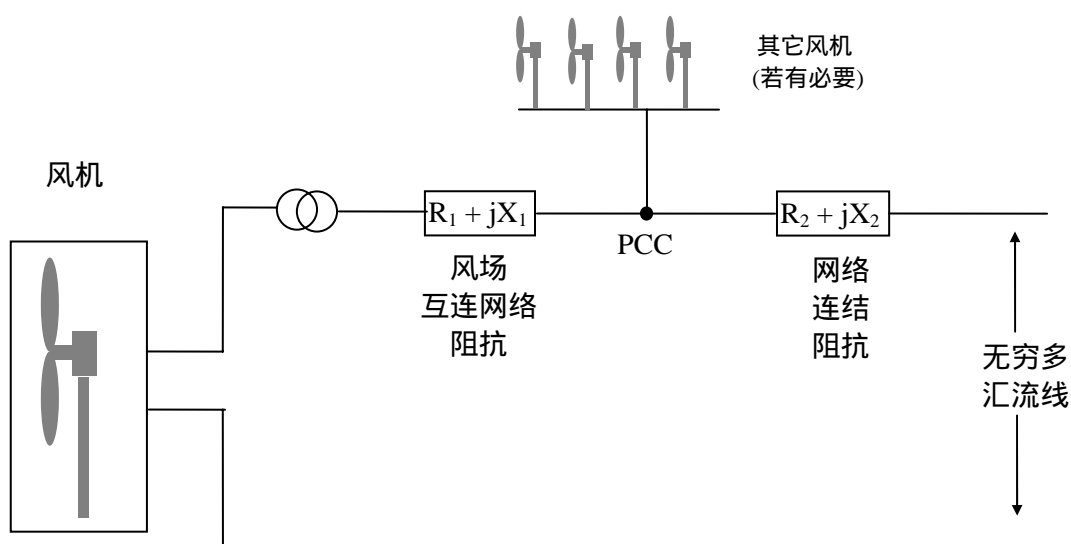 其它风机
(若有必要)
风机
R₁ + jX₁
PCC
R₂ + jX₂
风场
互连网络
阻抗
网络
连结
阻抗
无穷多
汇流线